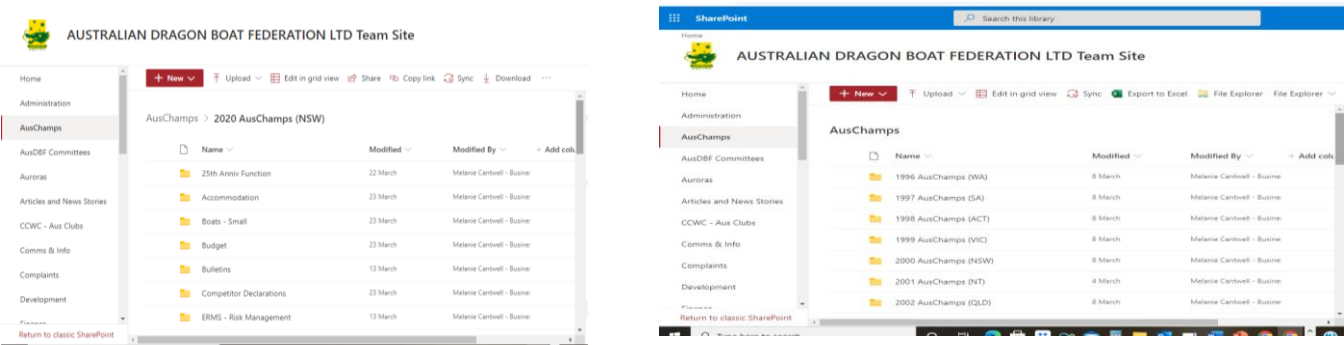 AUSTRALIAN DRAGON BOAT FEDERATION LTD Team Site
Home
Administration
AusChamps
AusDBF Committees
Auroras
Articles and News Stories
CCWC - Aus Clubs
Comms & Info
Complaints
Development
Finance
Return to classic SharePoint
+ New Upload Edit in grid view Share Copy link Sync Download ...
AusChamps > 2020 AusChamps (NSW)
Name Modified Modified By + Add colu
25th Anniv Function 22 March Melanie Cantwell - Busine
Accommodation 23 March Melanie Cantwell - Busine
Boats - Small 23 March Melanie Cantwell - Busine
Budget 23 March Melanie Cantwell - Busine
Bulletins 13 March Melanie Cantwell - Busine
Competitor Declarations 23 March Melanie Cantwell - Busine
ERMS - Risk Management 13 March Melanie Cantwell - Busine
SharePoint Search this library
Home
AUSTRALIAN DRAGON BOAT FEDERATION LTD Team Site
Home
Administration
AusChamps
AusDBF Committees
Auroras
Articles and News Stories
CCWC - Aus Clubs
Comms & Info
Complaints
Development
Finance
Return to classic SharePoint
+ New Upload Edit in grid view Sync Export to Excel File Explorer File Explorer
AusChamps
Name Modified Modified By + Add colu
1996 AusChamps (WA) 8 March Melanie Cantwell - Busine
1997 AusChamps (SA) 8 March Melanie Cantwell - Busine
1998 AusChamps (ACT) 8 March Melanie Cantwell - Busine
1999 AusChamps (VIC) 8 March Melanie Cantwell - Busine
2000 AusChamps (NSW) 8 March Melanie Cantwell - Busine
2001 AusChamps (NT) 4 March Melanie Cantwell - Busine
2002 AusChamps (QLD) 8 March Melanie Cantwell - Busine
Type here to search